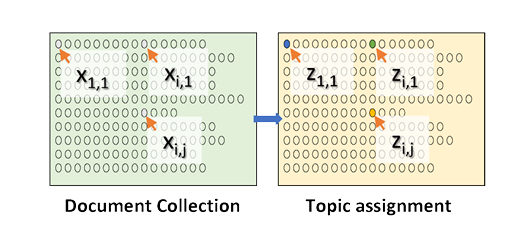 x1,1
xi,1
xi,j
z1,1
zi,1
zi,j
Document Collection
Topic assignment